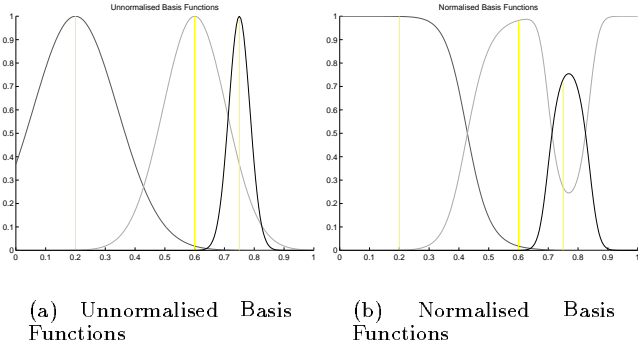 Unnormalised Basis Functions
1
0.9
0.8
0.7
0.6
0.5
0.4
0.3
0.2
0.1
0
0 0.1 0.2 0.3 0.4 0.5 0.6 0.7 0.8 0.9 1
(a) Unnormalised Basis
Functions
Normalised Basis Functions
1
0.9
0.8
0.7
0.6
0.5
0.4
0.3
0.2
0.1
0
0 0.1 0.2 0.3 0.4 0.5 0.6 0.7 0.8 0.9 1
(b) Normalised Basis
Functions